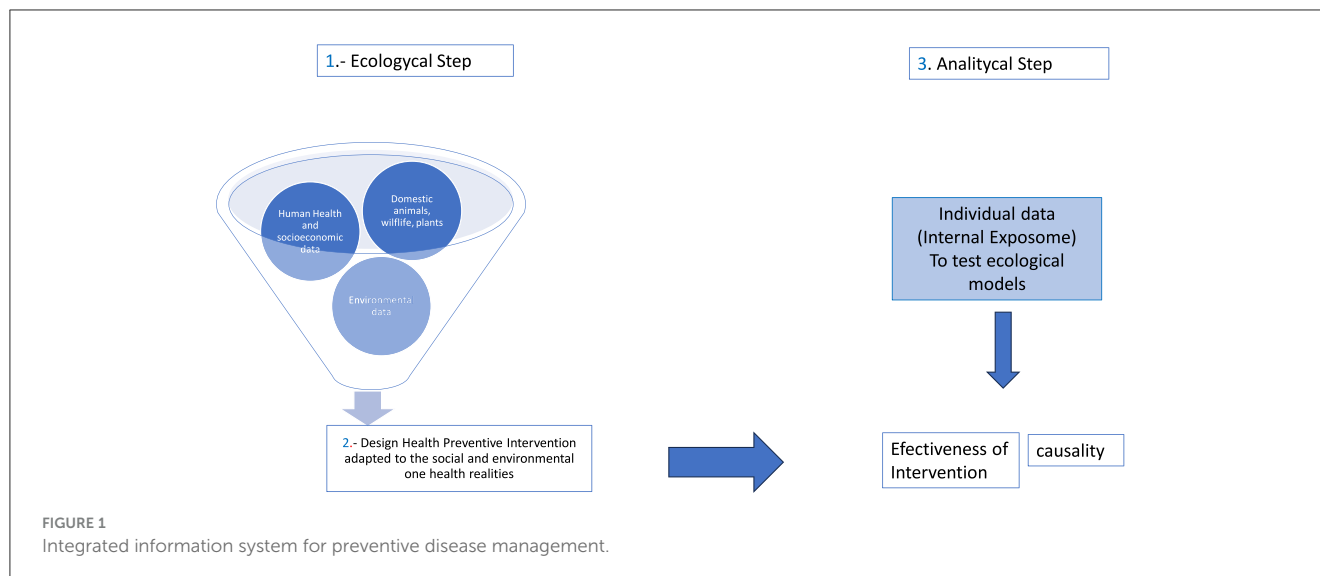 1.- Ecologycal Step
3. Analitycal Step
Human Health
and
socioeconomic
data
Domestic
animals,
wilflife, plants
Environmenta
data
Individual data
(Internal Exposome)
To test ecological
models
2.- Design Health Preventive Intervention
adapted to the social and environmental
one health realities
Efectiveness of
Intervention
causality
FIGURE 1
Integrated information system for preventive disease management.